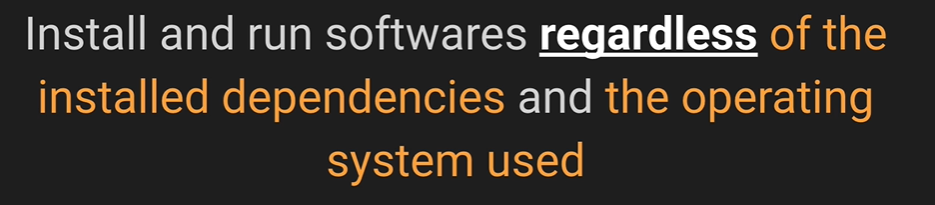 Install and run softwares regardless of the
installed dependencies and the operating
system used